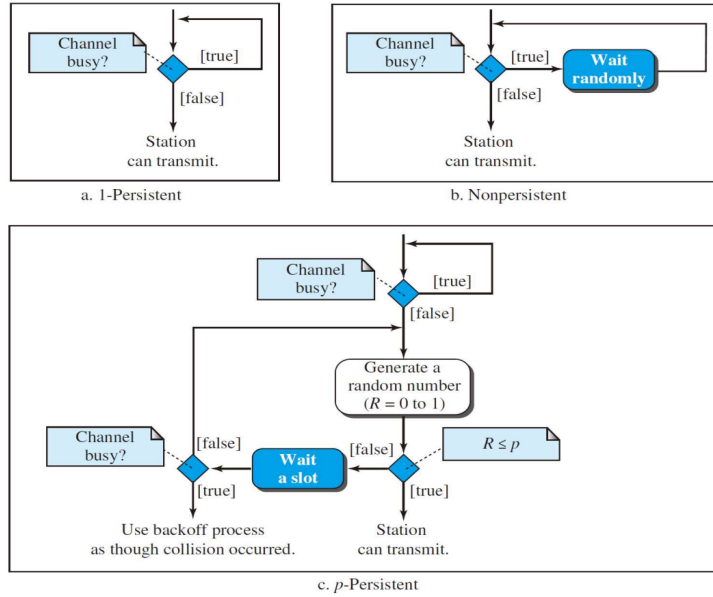 Channel
busy?
[true]
[false]
Station
can transmit.
a. 1-Persistent
Channel
busy?
[true]
Wait
randomly
[false]
Station
can transmit.
b. Nonpersistent
Channel
busy?
[true]
[false]
Generate a
random number
(R = 0 to 1)
Channel
busy?
[false]
Wait
a slot
[false]
R ≤ p
[true]
[true]
Use backoff process
as though collision occurred.
Station
can transmit.
c. p-Persistent